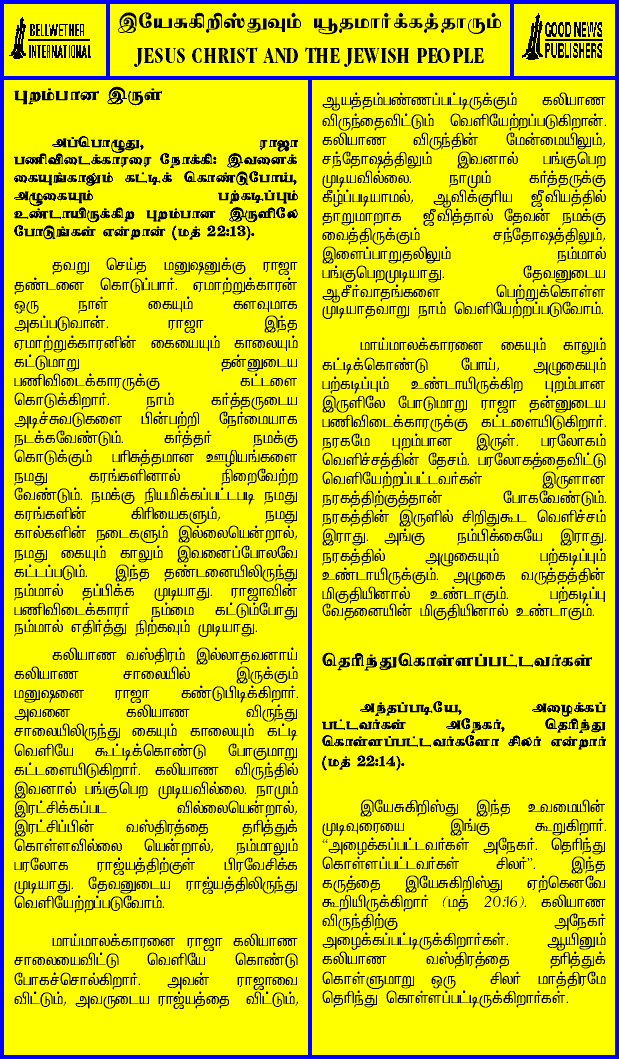 BELLWETHER
INTERNATIONAL
இயேசுகிறிஸ்துவும் யூதமார்க்கத்தாரும்
JESUS CHRIST AND THE JEWISH PEOPLE
GOOD NEWS
PUBLISHERS
புறம்பான இருள்
அப்பொழுது, ராஜா
பணிவிடைக்காரரை நோக்கி: இவனைக்
கையுங்காலும் கட்டிக் கொண்டுபோய்,
அழுகையும் பற்கடிப்பும்
உண்டாயிருக்கிற புறம்பான இருளிலே
போடுங்கள் என்றான் (மத் 22:13).
தவறு செய்த மனுஷனுக்கு ராஜா
தண்டனை கொடுப்பார். ஏமாற்றுக்காரன்
ஒரு நாள் கையும் களவுமாக
அகப்படுவான். ராஜா இந்த
ஏமாற்றுக்காரனின் கையையும் காலையும்
கட்டுமாறு தன்னுடைய
பணிவிடைக்காரருக்கு கட்டளை
கொடுக்கிறார். நாம் கர்த்தருடைய
அடிச்சுவடுகளை பின்பற்றி நேர்மையாக
நடக்கவேண்டும். கர்த்தர் நமக்கு
கொடுக்கும் பரிசுத்தமான ஊழியங்களை
நமது கரங்களினால் நிறைவேற்ற
வேண்டும். நமக்கு நியமிக்கப்பட்டபடி நமது
கரங்களின் கிரியைகளும், நமது
கால்களின் நடைகளும் இல்லையென்றால்,
நமது கையும் காலும் இவனைப்போலவே
கட்டப்படும். இந்த தண்டனையிலிருந்து
நம்மால் தப்பிக்க முடியாது. ராஜாவின்
பணிவிடைக்காரர் நம்மை கட்டும்போது
நம்மால் எதிர்த்து நிற்கவும் முடியாது.
கலியாண வஸ்திரம் இல்லாதவனாய்
கலியாண சாலையில் இருக்கும்
மனுஷனை ராஜா கண்டுபிடிக்கிறார்.
அவனை கலியாண விருந்து
சாலையிலிருந்து கையும் காலையும் கட்டி
வெளியே கூட்டிக்கொண்டு போகுமாறு
கட்டளையிடுகிறார். கலியாண விருந்தில்
இவனால் பங்குபெற முடியவில்லை. நாமும்
இரட்சிக்கப்பட வில்லையென்றால்,
இரட்சிப்பின் வஸ்திரத்தை தரித்துக்
கொள்ளவில்லை யென்றால், நம்மாலும்
பரலோக ராஜ்யத்திற்குள் பிரவேசிக்க
முடியாது. தேவனுடைய ராஜ்யத்திலிருந்து
வெளியேற்றப்படுவோம்.
மாய்மாலக்காரனை ராஜா கலியாண
சாலையைவிட்டு வெளியே கொண்டு
போகச்சொல்கிறார். அவன் ராஜாவை
விட்டும், அவருடைய ராஜ்யத்தை விட்டும்,
ஆயத்தம்பண்ணப்பட்டிருக்கும் கலியாண
விருந்தைவிட்டும் வெளியேற்றப்படுகிறான்.
கலியாண விருந்தின் மேன்மையிலும்,
சந்தோஷத்திலும் இவனால் பங்குபெற
முடியவில்லை. நாமும் கர்த்தருக்கு
கீழ்ப்படியாமல், ஆவிக்குரிய ஜீவியத்தில்
தாறுமாறாக ஜீவித்தால் தேவன் நமக்கு
வைத்திருக்கும் சந்தோஷத்திலும்,
இளைப்பாறுதலிலும் நம்மால்
பங்குபெறமுடியாது. தேவனுடைய
ஆசீர்வாதங்களை பெற்றுக்கொள்ள
முடியாதவாறு நாம் வெளியேற்றப்படுவோம்.
மாய்மாலக்காரனை கையும் காலும்
கட்டிக்கொண்டு போய், அழுகையும்
பற்கடிப்பும் உண்டாயிருக்கிற புறம்பான
இருளிலே போடுமாறு ராஜா தன்னுடைய
பணிவிடைக்காரருக்கு கட்டளையிடுகிறார்.
நரகமே புறம்பான இருள். பரலோகம்
வெளிச்சத்தின் தேசம். பரலோகத்தைவிட்டு
வெளியேற்றப்பட்டவர்கள் இருளான
நரகத்திற்குத்தான் போகவேண்டும்.
நரகத்தின் இருளில் சிறிதுகூட வெளிச்சம்
இராது. அங்கு நம்பிக்கையே இராது.
நரகத்தில் அழுகையும் பற்கடிப்பும்
உண்டாயிருக்கும். அழுகை வருத்தத்தின்
மிகுதியினால் உண்டாகும். பற்கடிப்பு
வேதனையின் மிகுதியினால் உண்டாகும்.
தெரிந்துகொள்ளப்பட்டவர்கள்
அந்தப்படியே, அழைக்கப்
பட்டவர்கள் அநேகர், தெரிந்து
கொள்ளப்பட்டவர்களோ சிலர் என்றார்
(மத் 22:14).
இயேசுகிறிஸ்து இந்த உவமையின்
முடிவுரையை இங்கு கூறுகிறார்.
“அழைக்கப்பட்டவர்கள் அநேகர். தெரிந்து
கொள்ளப்பட்டவர்கள் சிலர்”. இந்த
கருத்தை இயேசுகிறிஸ்து ஏற்கெனவே
கூறியிருக்கிறார் (மத் 20:16). கலியாண
விருந்திற்கு அநேகர்
அழைக்கப்பட்டிருக்கிறார்கள். ஆயினும்
கலியாண வஸ்திரத்தை தரித்துக்
கொள்ளுமாறு ஒரு சிலர் மாத்திரமே
தெரிந்து கொள்ளப்பட்டிருக்கிறார்கள்.